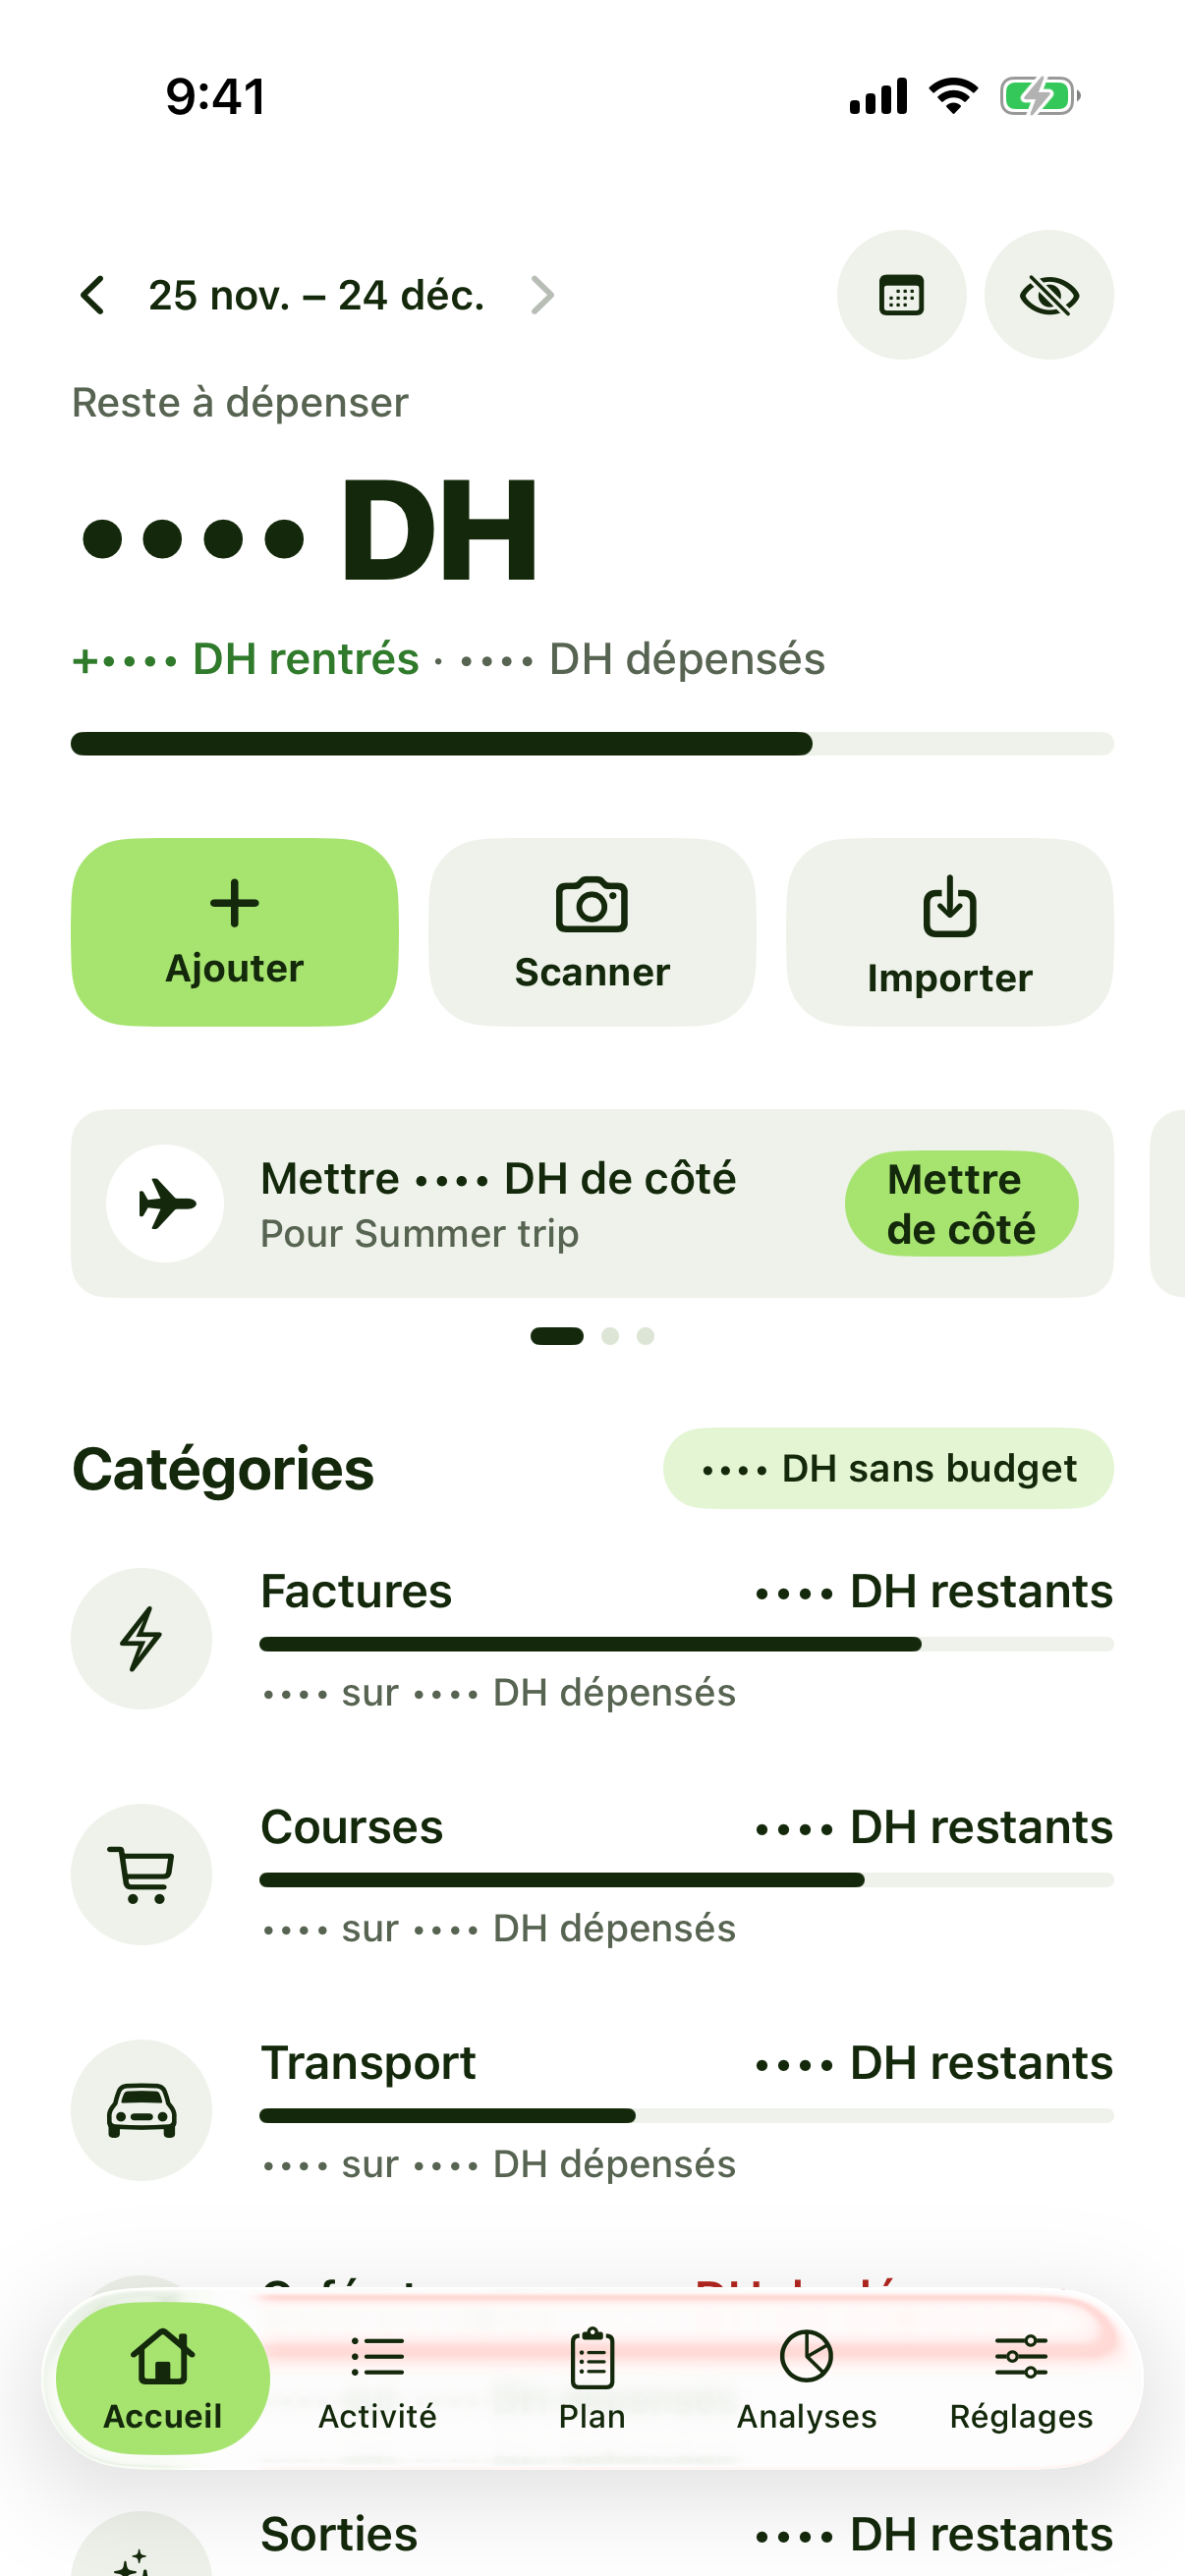 9:41
25 nov. – 24 déc.
Reste à dépenser
•••• DH
+•••• DH rentrés · •••• DH dépensés
Ajouter
Scanner
Importer
Mettre •••• DH de côté
Pour Summer trip
Mettre
de côté
Catégories
•••• DH sans budget
Factures
•••• DH restants
•••• sur •••• DH dépensés
Courses
•••• DH restants
•••• sur •••• DH dépensés
Transport
•••• DH restants
•••• sur •••• DH dépensés
Accueil
Activité
Plan
Analyses
Réglages
Sorties
•••• DH restants